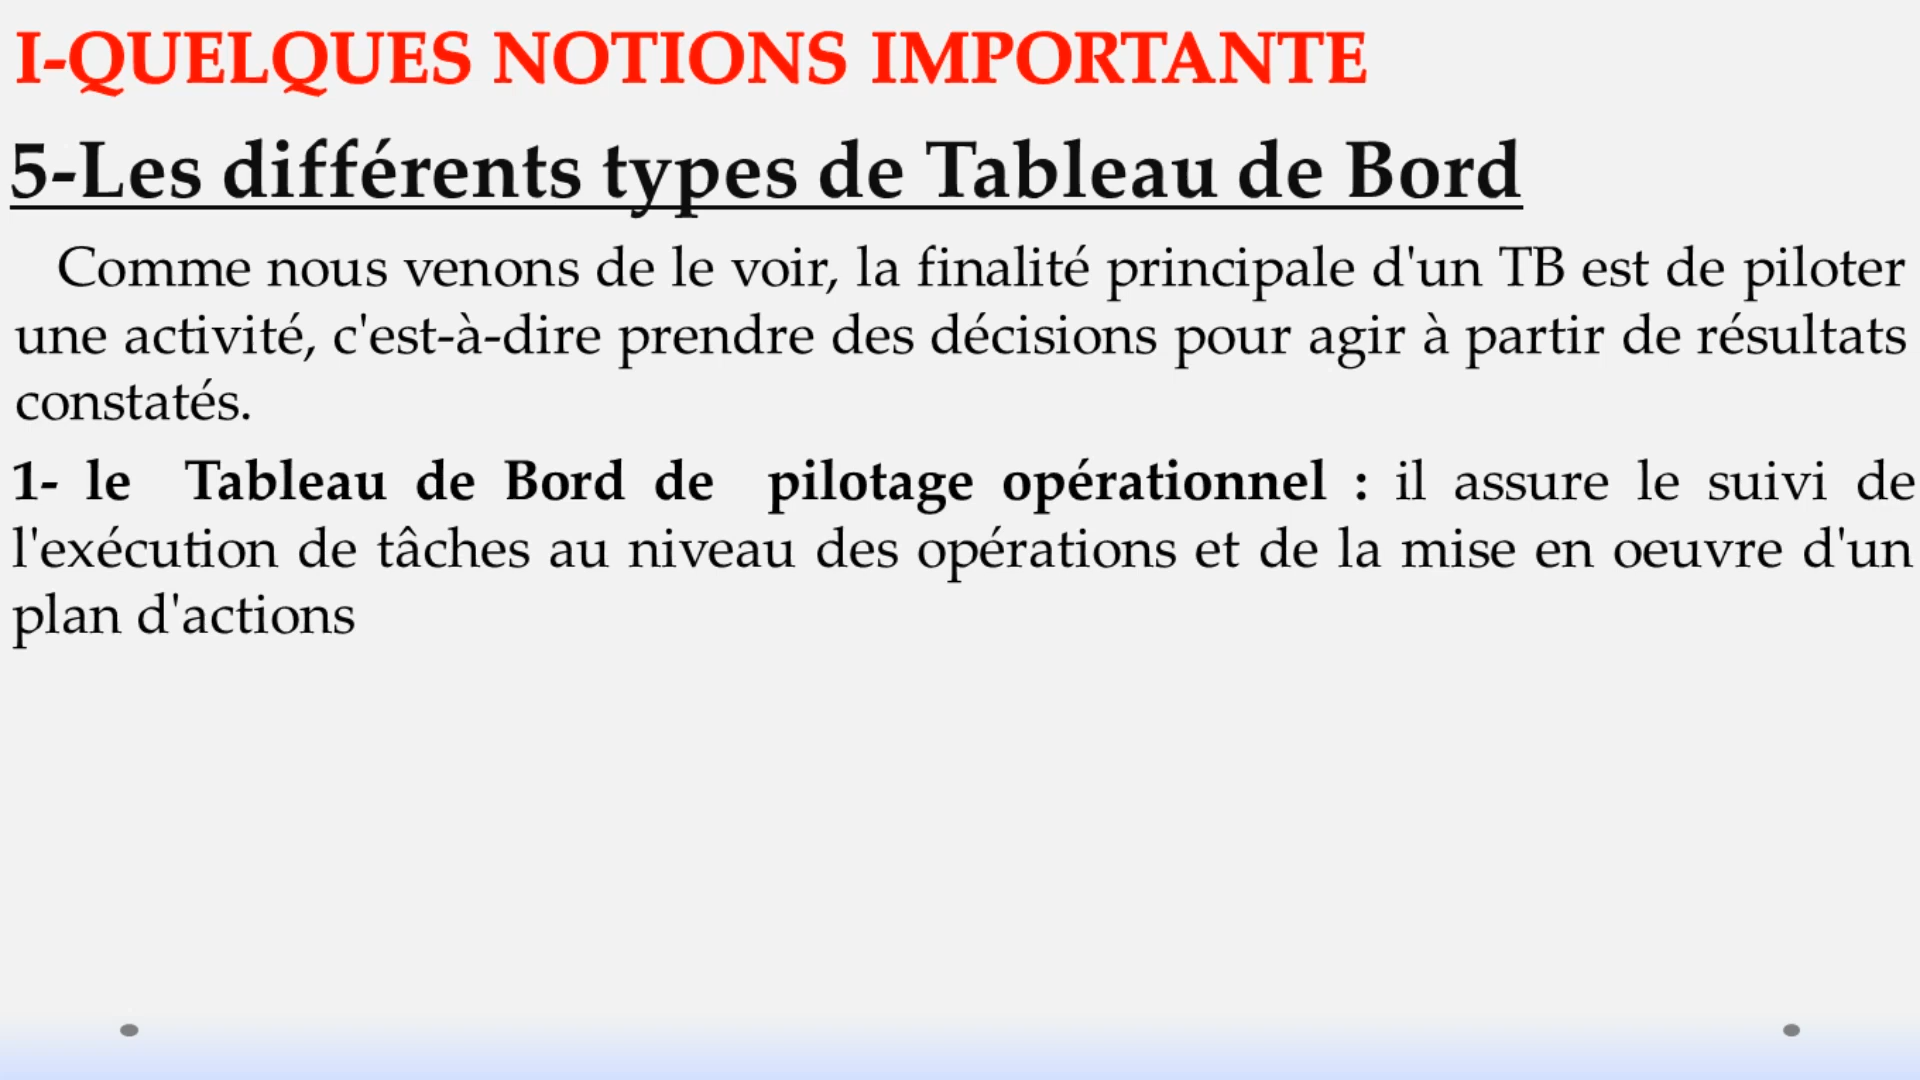 I-QUELQUES NOTIONS IMPORTANTE
5-Les différents types de Tableau de Bord
Comme nous venons de le voir, la finalité principale d'un TB est de piloter
une activité, c'est-à-dire prendre des décisions pour agir à partir de résultats
constatés.
1- le Tableau de Bord de pilotage opérationnel : il assure le suivi de
l'exécution de tâches au niveau des opérations et de la mise en oeuvre d'un
plan d'actions